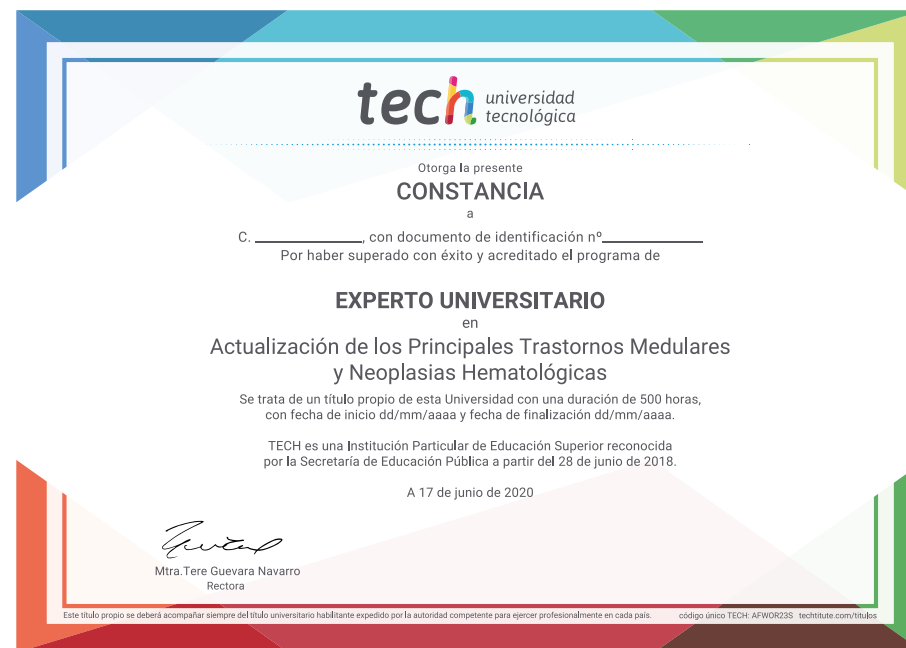 tech universidad
tecnológica
Otorga la presente
CONSTANCIA
a
C. ____________, con documento de identificación nº____________
Por haber superado con éxito y acreditado el programa de
EXPERTO UNIVERSITARIO
en
Actualización de los Principales Trastornos Medulares
y Neoplasias Hematológicas
Se trata de un título propio de esta Universidad con una duración de 500 horas,
con fecha de inicio dd/mm/aaaa y fecha de finalización dd/mm/aaaa.
TECH es una Institución Particular de Educación Superior reconocida
por la Secretaría de Educación Pública a partir del 28 de junio de 2018.
A 17 de junio de 2020
Mtra.Tere Guevara Navarro
Rectora
Este título propio se deberá acompañar siempre del título universitario habilitante expedido por la autoridad competente para ejercer profesionalmente en cada país. código único TECH: AFWOR23S techtitute.com/titulos